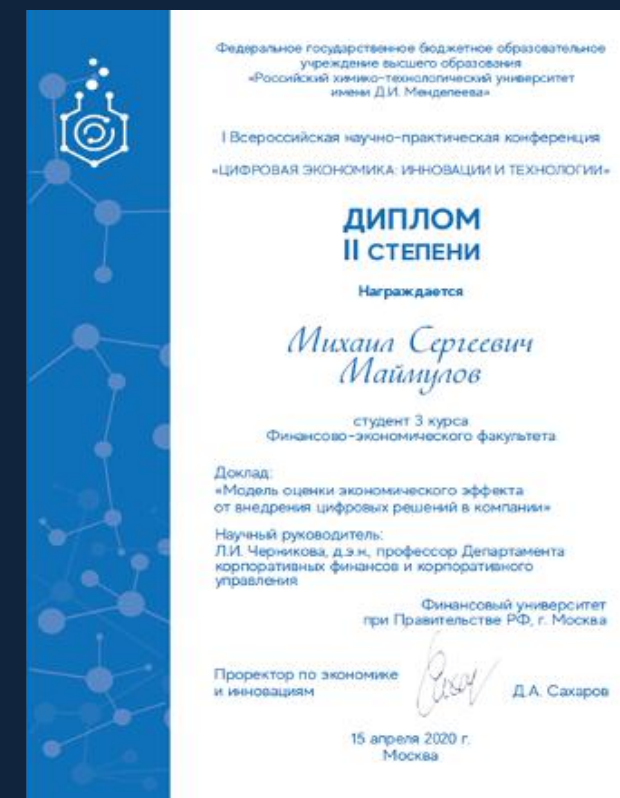 Федеральное государственное бюджетное образовательное
учреждение высшего образования
«Российский химико-технологический университет
имени Д.И. Менделеева»
I Всероссийская научно-практическая конференция
«ЦИФРОВАЯ ЭКОНОМИКА: ИННОВАЦИИ И ТЕХНОЛОГИИ»
ДИПЛОМ
II СТЕПЕНИ
Награждается
Михаил Сергеевич
Маймулов
студент 3 курса
Финансово-экономического факультета
Доклад:
«Модель оценки экономического эффекта
от внедрения цифровых решений в компании»
Научный руководитель:
Л.И. Черникова, д.э.н., профессор Департамента
корпоративных финансов и корпоративного
управления
Финансовый университет
при Правительстве РФ, г. Москва
Проректор по экономике
и инновациям
Д.А. Сахаров
15 апреля 2020 г.
Москва